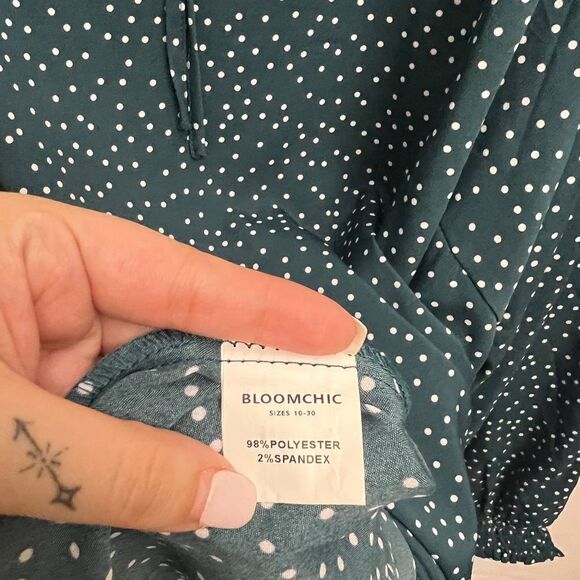 BLOOMCHIC
SIZES 10-30
98%POLYESTER
2%SPANDEX